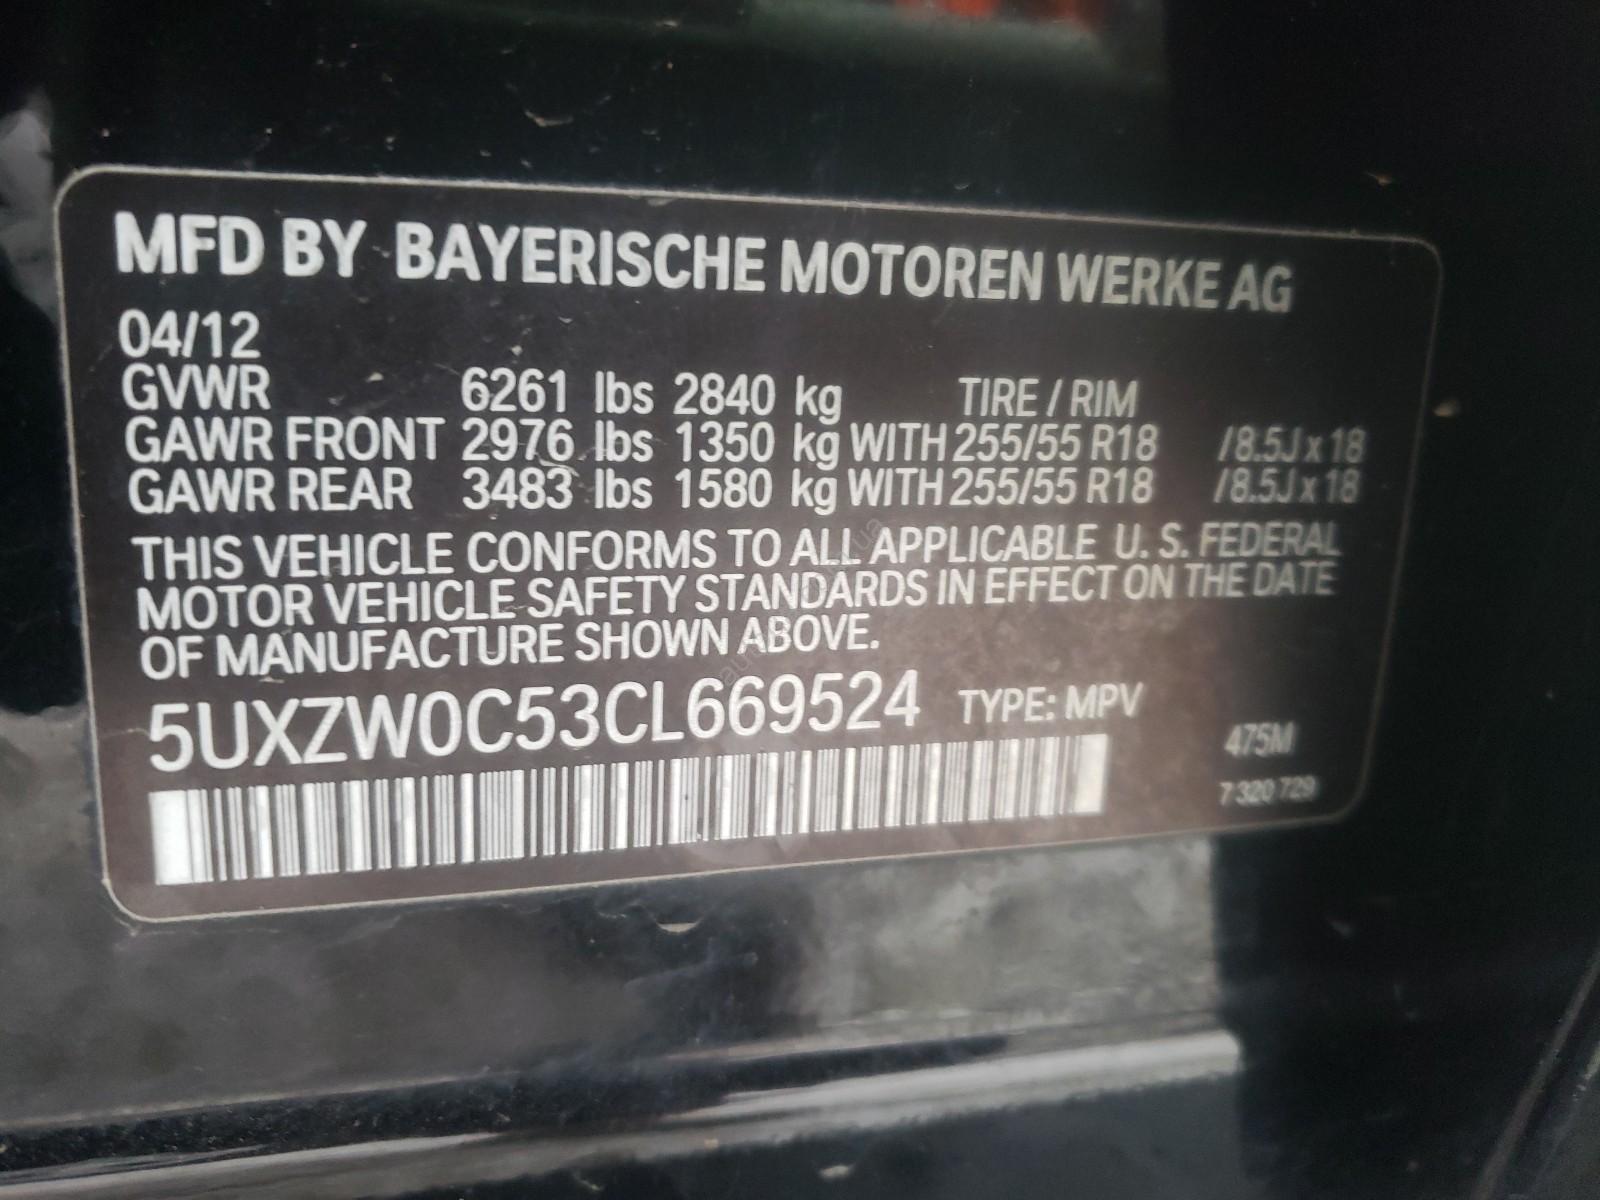 MFD BY BAYERISCHE MOTOREN WERKE AG
04/12
GVWR 6261 lbs 2840 kg TIRE / RIM
GAWR FRONT 2976 lbs 1350 kg WITH 255/55 R18 /8.5J x 18
GAWR REAR 3483 lbs 1580 kg WITH 255/55 R18 /8.5J x 18
THIS VEHICLE CONFORMS TO ALL APPLICABLE U. S. FEDERAL
MOTOR VEHICLE SAFETY STANDARDS IN EFFECT ON THE DATE
OF MANUFACTURE SHOWN ABOVE.
5UXZW0C53CL669524 TYPE: MPV
475M
7 320 729